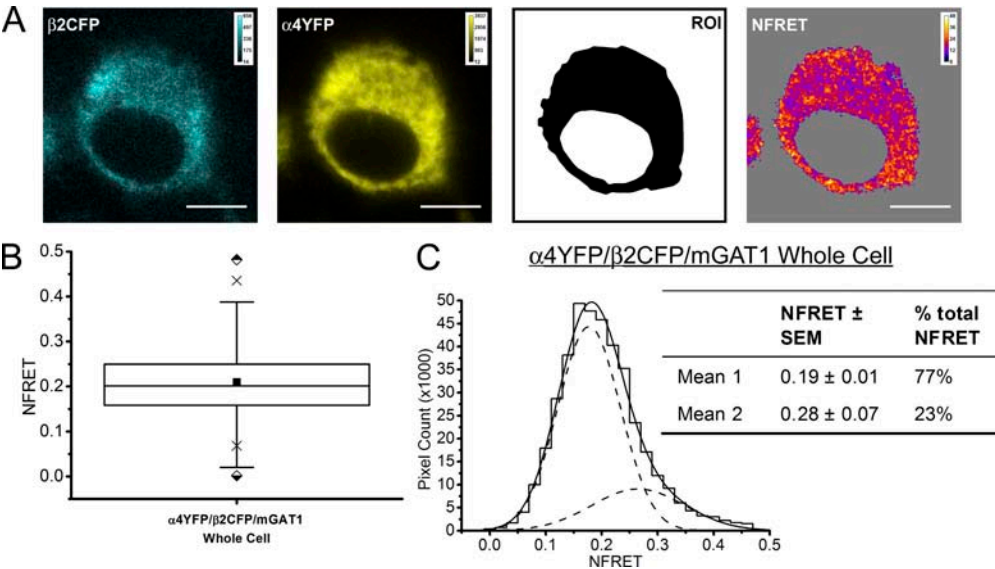 A
β2CFP
α4YFP
ROI
NFRET
B
NFRET
0.5
0.4
0.3
0.2
0.1
0.0
α4YFP/β2CFP/mGAT1
Whole Cell
C
α4YFP/β2CFP/mGAT1 Whole Cell
Pixel Count (x1000)
50
45
40
35
30
25
20
15
10
5
0
0.0 0.1 0.2 0.3 0.4 0.5
NFRET
NFRET ± SEM % total NFRET
Mean 1 0.19 ± 0.01 77%
Mean 2 0.28 ± 0.07 23%